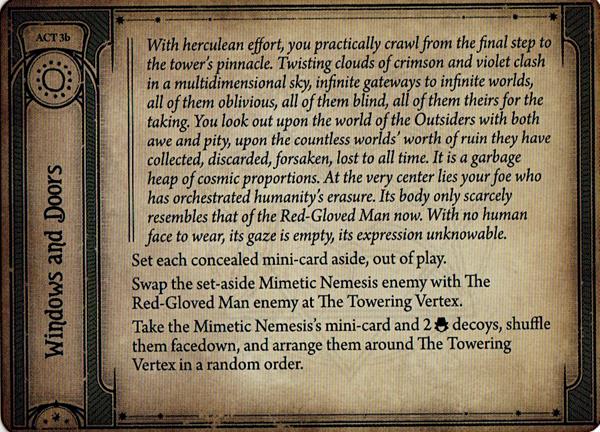 ACT 3b
Windows and Doors
With herculean effort, you practically crawl from the final step to
the tower's pinnacle. Twisting clouds of crimson and violet clash
in a multidimensional sky, infinite gateways to infinite worlds,
all of them oblivious, all of them blind, all of them theirs for the
taking. You look out upon the world of the Outsiders with both
awe and pity, upon the countless worlds' worth of ruin they have
collected, discarded, forsaken, lost to all time. It is a garbage
heap of cosmic proportions. At the very center lies your foe who
has orchestrated humanity's erasure. Its body only scarcely
resembles that of the Red-Gloved Man now. With no human
face to wear, its gaze is empty, its expression unknowable.
Set each concealed mini-card aside, out of play.
Swap the set-aside Mimetic Nemesis enemy with The
Red-Gloved Man enemy at The Towering Vertex.
Take the Mimetic Nemesis's mini-card and 2 decoys, shuffle
them facedown, and arrange them around The Towering
Vertex in a random order.